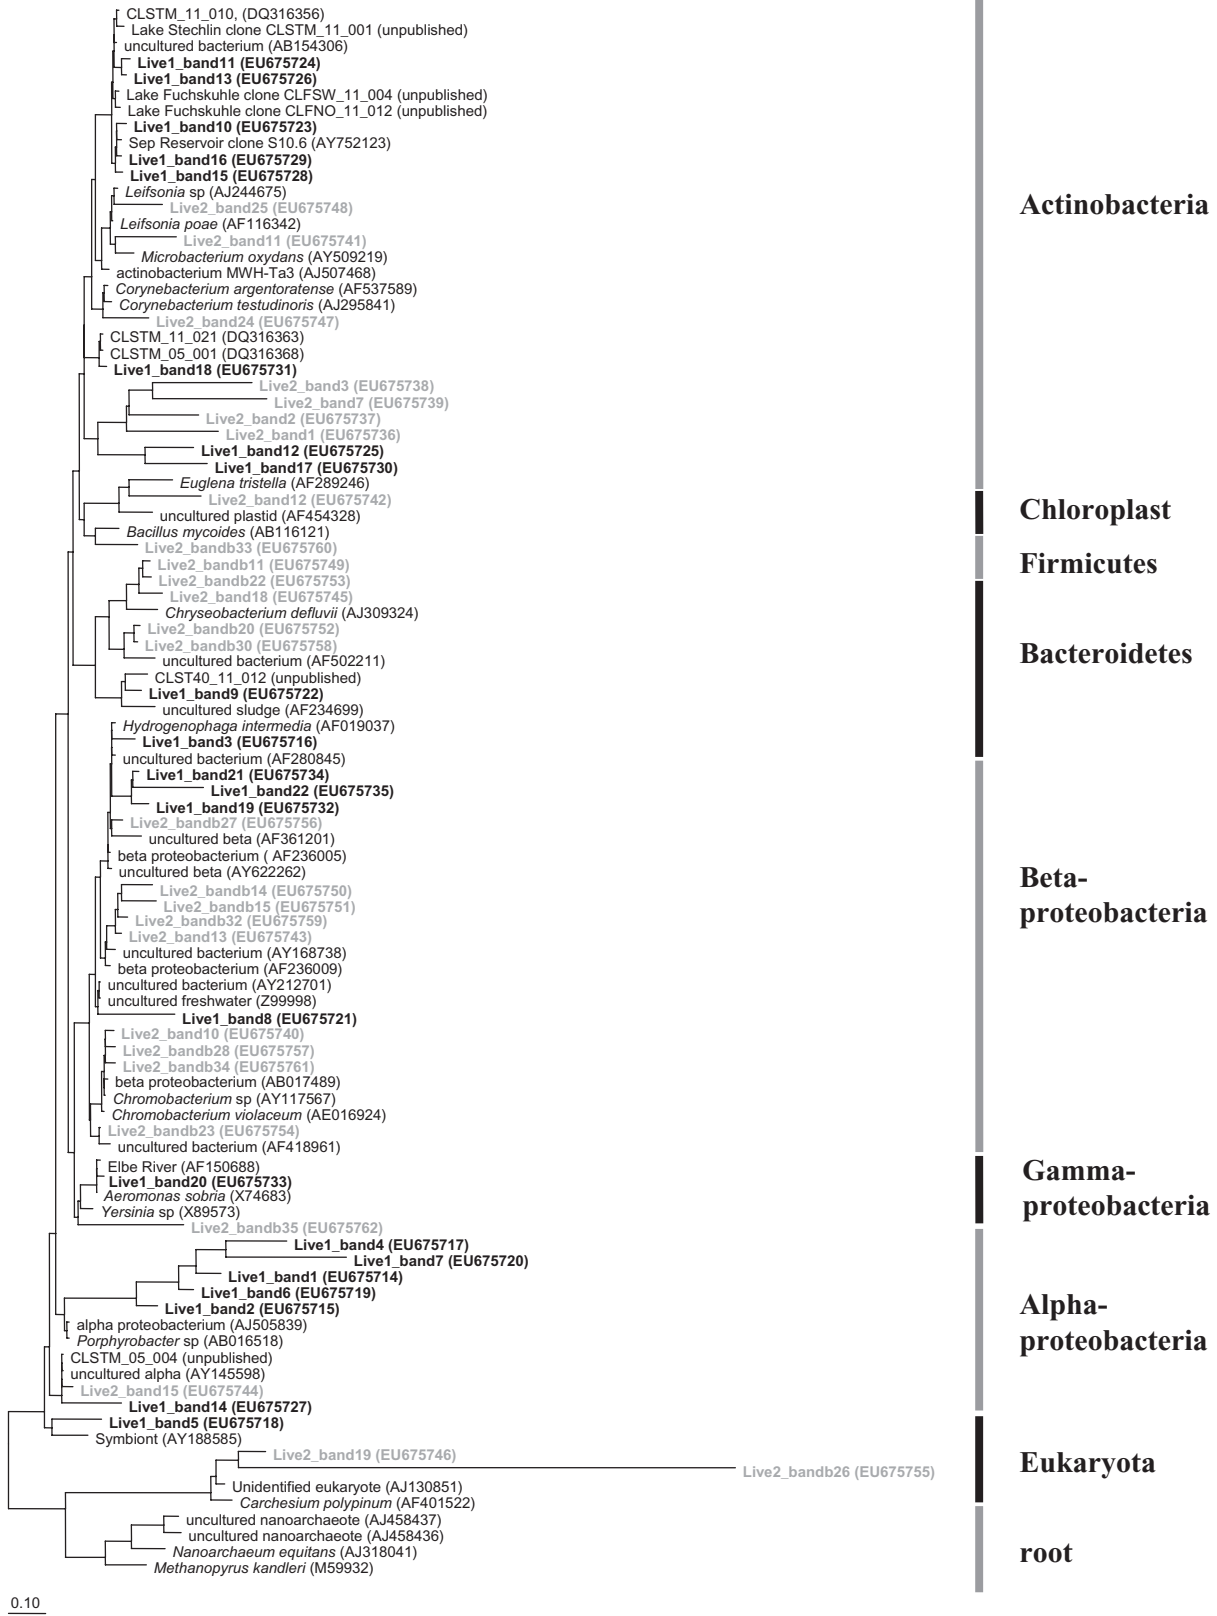 CLSTM_11_010, (DQ316356)
Lake Stechlin clone CLSTM_11_001 (unpublished)
uncultured bacterium (AB154306)
Live1_band11 (EU675724)
Live1_band13 (EU675726)
Lake Fuchskuhle clone CLFSW_11_004 (unpublished)
Lake Fuchskuhle clone CLFNO_11_012 (unpublished)
Live1_band10 (EU675723)
Sep Reservoir clone S10.6 (AY752123)
Live1_band16 (EU675729)
Live1_band15 (EU675728)
Leifsonia sp (AJ244675)
Live2_band25 (EU675748)
Leifsonia poae (AF116342)
Live2_band11 (EU675741)
Microbacterium oxydans (AY509219)
actinobacterium MWH-Ta3 (AJ507468)
Corynebacterium argentoratense (AF537589)
Corynebacterium testudinoris (AJ295841)
Live2_band24 (EU675747)
CLSTM_11_021 (DQ316363)
CLSTM_05_001 (DQ316368)
Live1_band18 (EU675731)
Live2_band3 (EU675738)
Live2_band7 (EU675739)
Live2_band2 (EU675737)
Live2_band1 (EU675736)
Live1_band12 (EU675725)
Live1_band17 (EU675730)
Actinobacteria
Euglena tristella (AF289246)
Live2_band12 (EU675742)
uncultured plastid (AF454328)
Chloroplast
Bacillus mycoides (AB116121)
Live2_bandb33 (EU675760)
Firmicutes
Live2_bandb11 (EU675749)
Live2_bandb22 (EU675753)
Live2_band18 (EU675745)
Chryseobacterium defluvii (AJ309324)
Live2_bandb20 (EU675752)
Live2_bandb30 (EU675758)
uncultured bacterium (AF502211)
CLST40_11_012 (unpublished)
Live1_band9 (EU675722)
uncultured sludge (AF234699)
Bacteroidetes
Hydrogenophaga intermedia (AF019037)
Live1_band3 (EU675716)
uncultured bacterium (AF280845)
Live1_band21 (EU675734)
Live1_band22 (EU675735)
Live1_band19 (EU675732)
Live2_bandb27 (EU675756)
uncultured beta (AF361201)
beta proteobacterium ( AF236005)
uncultured beta (AY622262)
Live2_bandb14 (EU675750)
Live2_bandb15 (EU675751)
Live2_bandb32 (EU675759)
Live2_band13 (EU675743)
uncultured bacterium (AY168738)
beta proteobacterium (AF236009)
uncultured bacterium (AY212701)
uncultured freshwater (Z99998)
Live1_band8 (EU675721)
Live2_band10 (EU675740)
Live2_bandb28 (EU675757)
Live2_bandb34 (EU675761)
beta proteobacterium (AB017489)
Chromobacterium sp (AY117567)
Chromobacterium violaceum (AE016924)
Live2_bandb23 (EU675754)
uncultured bacterium (AF418961)
Beta-
proteobacteria
Elbe River (AF150688)
Live1_band20 (EU675733)
Aeromonas sobria (X74683)
Yersinia sp (X89573)
Live2_bandb35 (EU675762)
Gamma-
proteobacteria
Live1_band4 (EU675717)
Live1_band7 (EU675720)
Live1_band1 (EU675714)
Live1_band6 (EU675719)
Live1_band2 (EU675715)
alpha proteobacterium (AJ505839)
Porphyrobacter sp (AB016518)
CLSTM_05_004 (unpublished)
uncultured alpha (AY145598)
Live2_band15 (EU675744)
Live1_band14 (EU675727)
Alpha-
proteobacteria
Live1_band5 (EU675718)
Symbiont (AY188585)
Live2_band19 (EU675746)
Live2_bandb26 (EU675755)
Unidentified eukaryote (AJ130851)
Carchesium polypinum (AF401522)
Eukaryota
uncultured nanoarchaeote (AJ458437)
uncultured nanoarchaeote (AJ458436)
Nanoarchaeum equitans (AJ318041)
Methanopyrus kandleri (M59932)
root
0.10